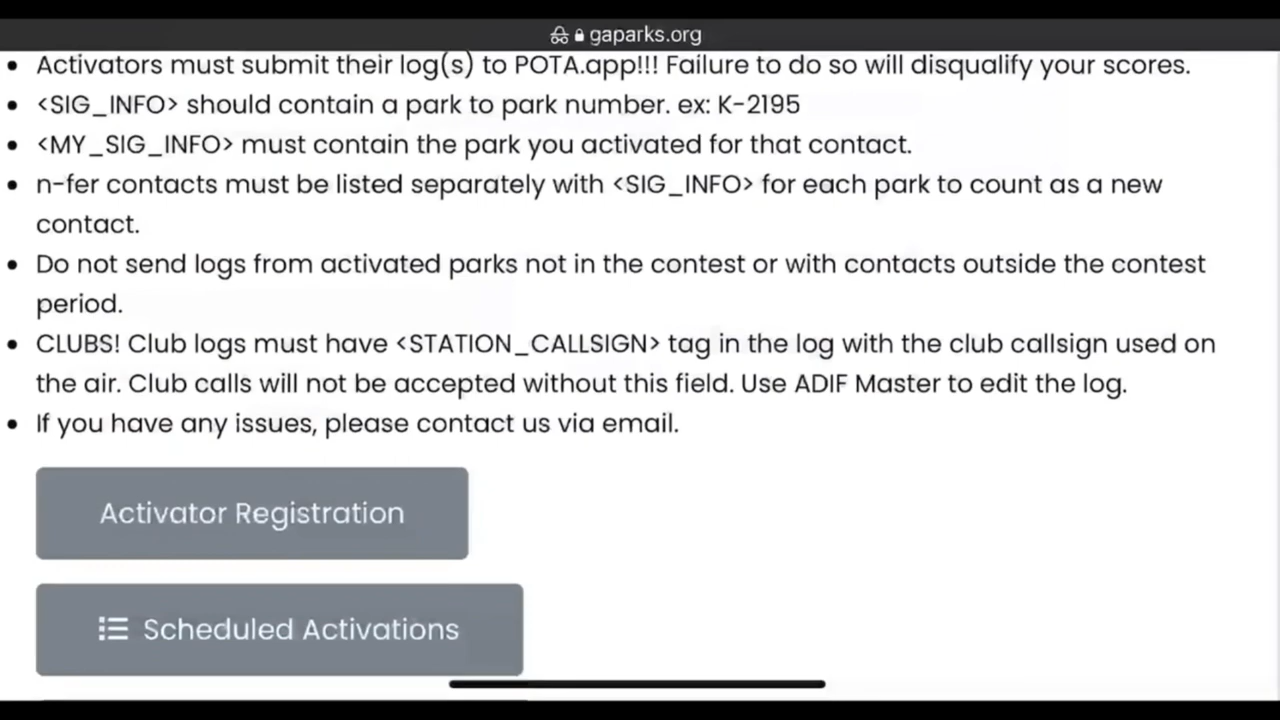 gaparks.org
• Activators must submit their log(s) to POTA.app!!! Failure to do so will disqualify your scores.
• <SIG_INFO> should contain a park to park number. ex: K-2195
• <MY_SIG_INFO> must contain the park you activated for that contact.
• n-fer contacts must be listed separately with <SIG_INFO> for each park to count as a new
contact.
• Do not send logs from activated parks not in the contest or with contacts outside the contest
period.
• CLUBS! Club logs must have <STATION_CALLSIGN> tag in the log with the club callsign used on
the air. Club calls will not be accepted without this field. Use ADIF Master to edit the log.
• If you have any issues, please contact us via email.
Activator Registration
Scheduled Activations